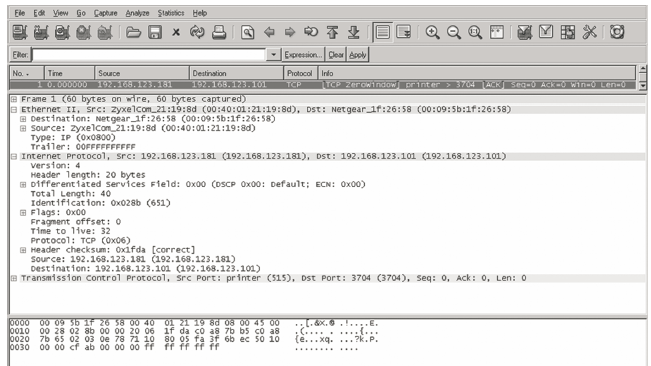 File Edit View Go Capture Analyze Statistics Help
Filter: Expression... Clear Apply
No. - Time Source Destination Protocol Info
1 0.000000 192.168.123.181 192.168.123.101 TCP [TCP ZeroWindow] printer > 3704 [ACK] Seq=0 Ack=0 Win=0 Len=0
Frame 1 (60 bytes on wire, 60 bytes captured)
Ethernet II, Src: ZyxelCom_21:19:8d (00:40:01:21:19:8d), Dst: Netgear_1f:26:58 (00:09:5b:1f:26:58)
Destination: Netgear_1f:26:58 (00:09:5b:1f:26:58)
Source: ZyxelCom_21:19:8d (00:40:01:21:19:8d)
Type: IP (0x0800)
Trailer: 00FFFFFFFFFF
Internet Protocol, Src: 192.168.123.181 (192.168.123.181), Dst: 192.168.123.101 (192.168.123.101)
Version: 4
Header length: 20 bytes
Differentiated Services Field: 0x00 (DSCP 0x00: Default; ECN: 0x00)
Total Length: 40
Identification: 0x028b (651)
Flags: 0x00
Fragment offset: 0
Time to live: 32
Protocol: TCP (0x06)
Header checksum: 0x1fda [correct]
Source: 192.168.123.181 (192.168.123.181)
Destination: 192.168.123.101 (192.168.123.101)
Transmission Control Protocol, Src Port: printer (515), Dst Port: 3704 (3704), Seq: 0, Ack: 0, Len: 0
0000 00 09 5b 1f 26 58 00 40 01 21 19 8d 08 00 45 00 ..[.&X.@ .!....E.
0010 00 28 02 8b 00 00 20 06 1f da c0 a8 7b b5 c0 a8 .(.... . ....{...
0020 7b 65 02 03 0e 78 71 10 80 05 fa 3f 6b ec 50 10 {e...xq. ...?k.P.
0030 00 00 cf ab 00 00 00 ff ff ff ff ff ........ ....